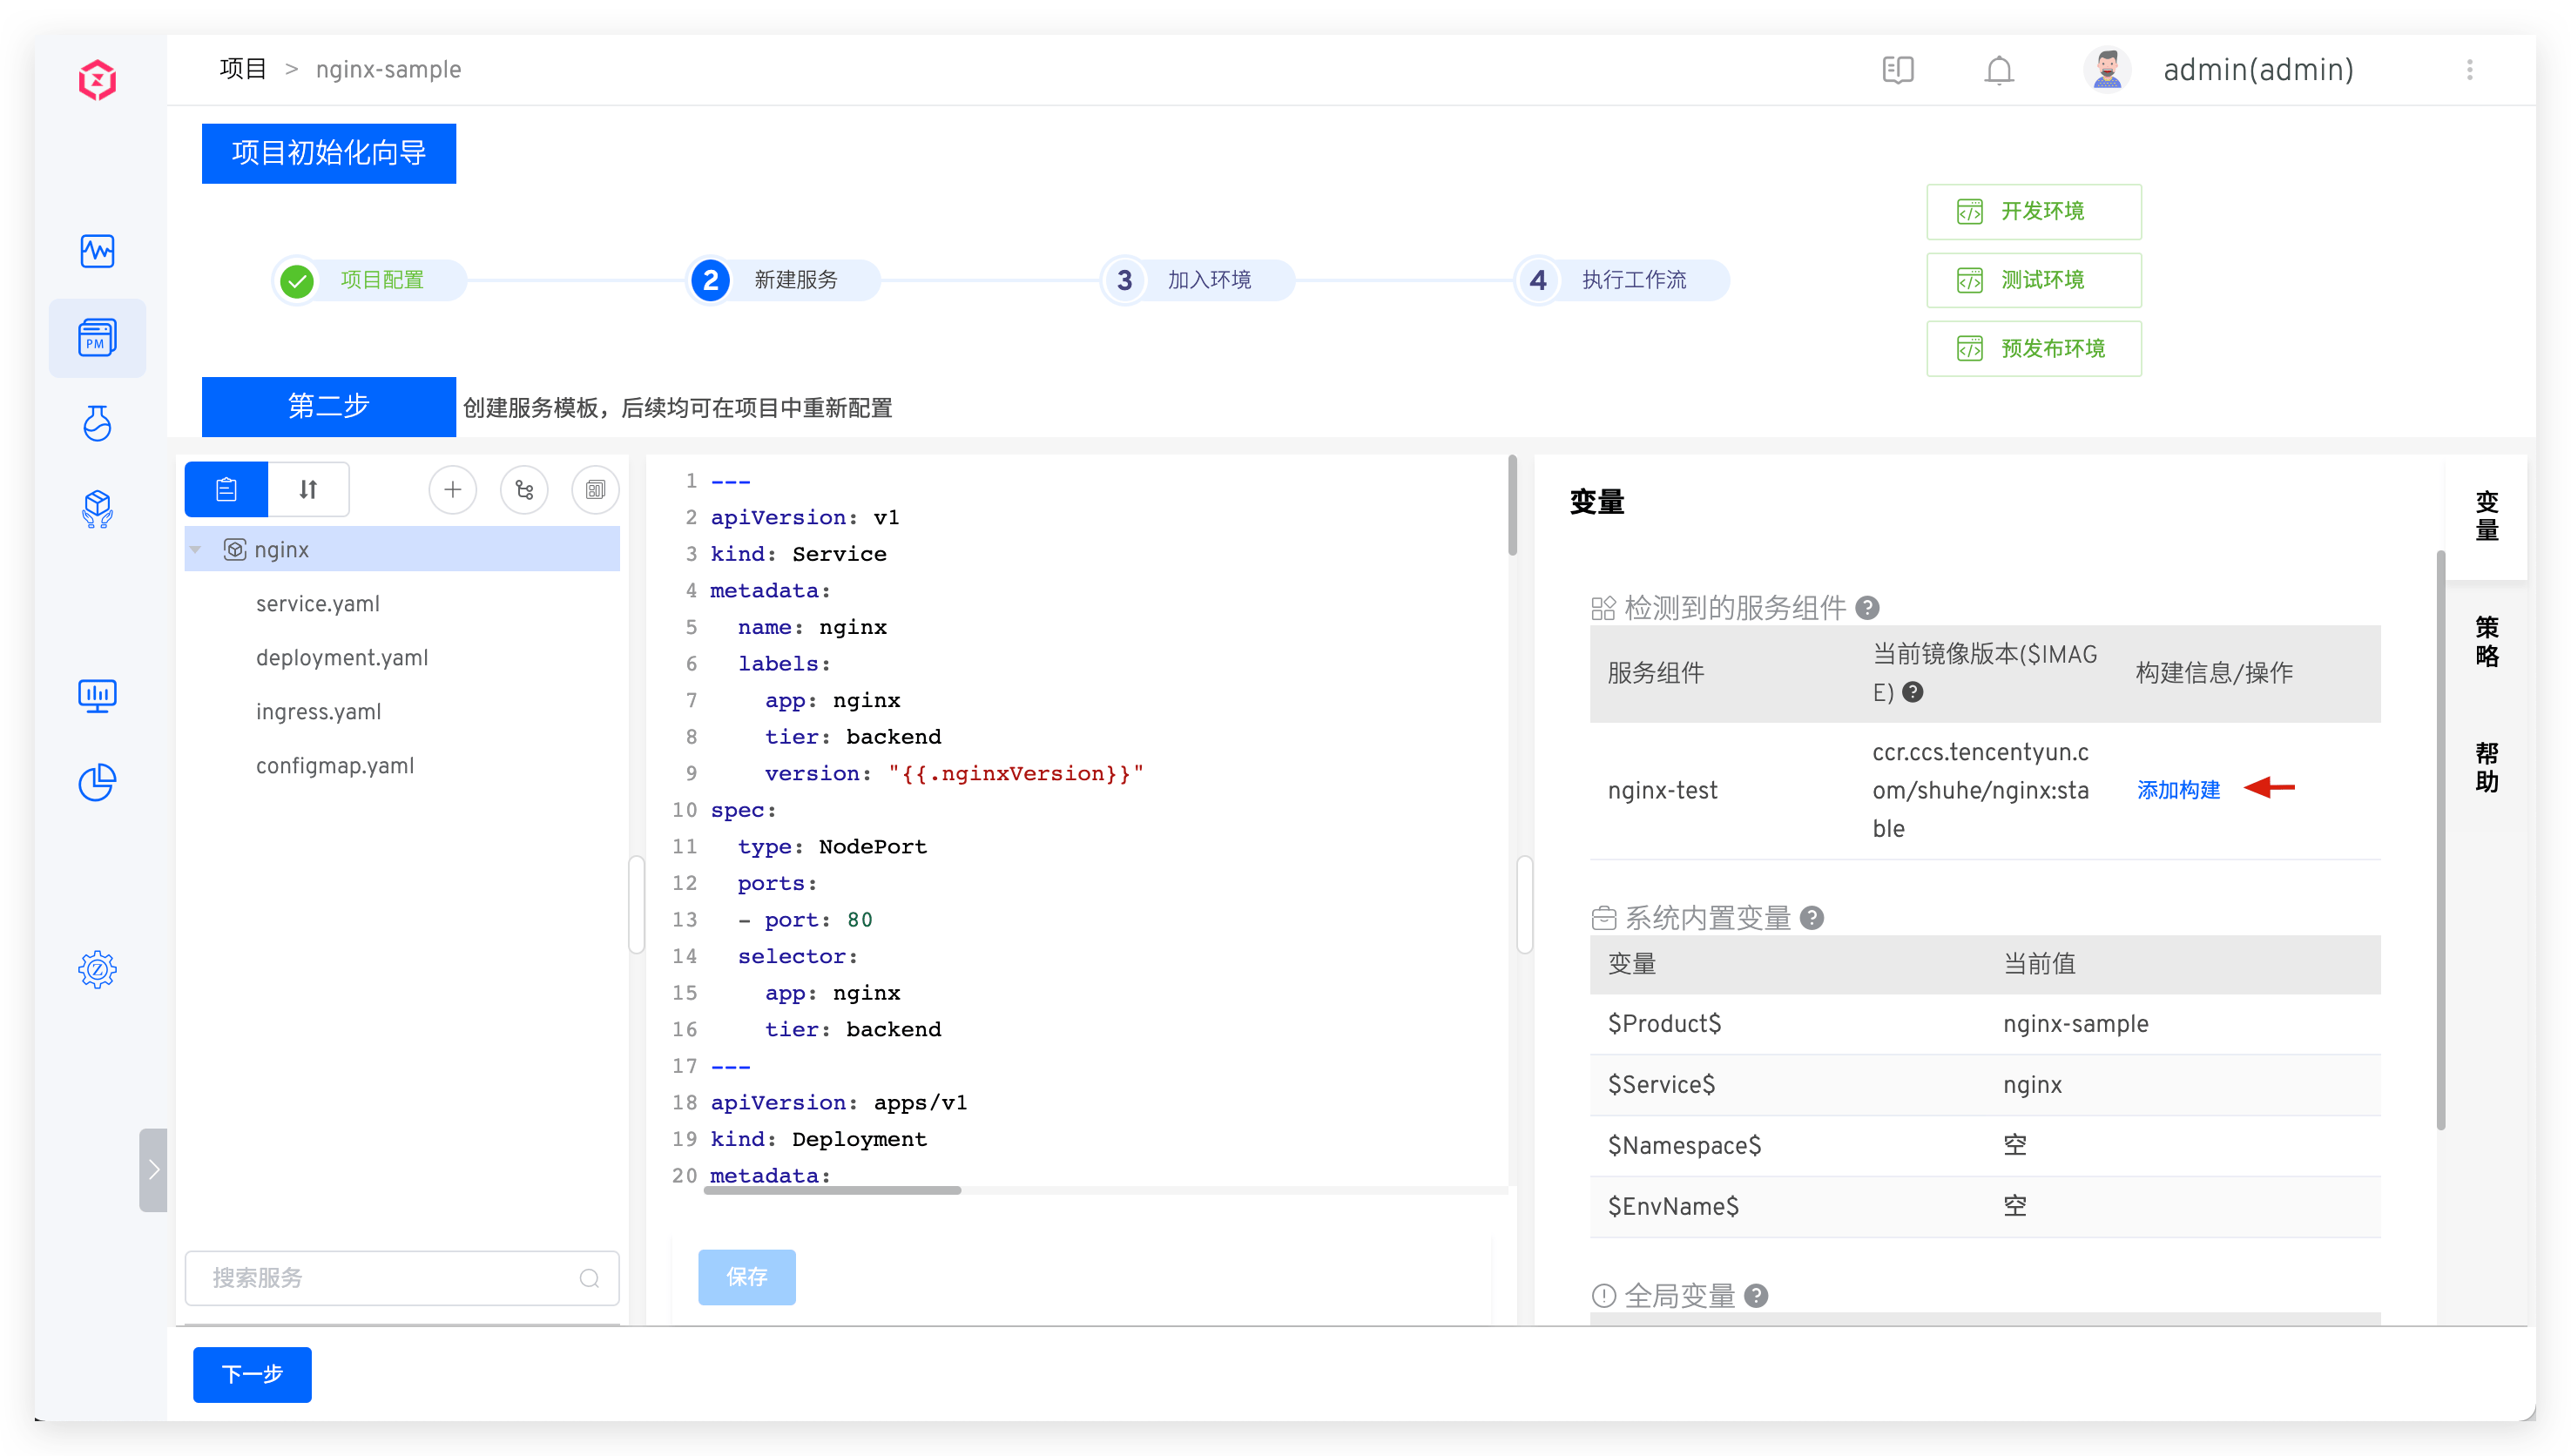 项目 > nginx-sample
admin(admin)
项目初始化向导
项目配置
2 新建服务
3 加入环境
4 执行工作流
开发环境
测试环境
预发布环境
PM
第二步 创建服务模板，后续均可在项目中重新配置
nginx
service.yaml
deployment.yaml
ingress.yaml
configmap.yaml
搜索服务
1 ---
2 apiVersion: v1
3 kind: Service
4 metadata:
5   name: nginx
6   labels:
7     app: nginx
8     tier: backend
9     version: "{{.nginxVersion}}"
10 spec:
11   type: NodePort
12   ports:
13   - port: 80
14   selector:
15     app: nginx
16     tier: backend
17 ---
18 apiVersion: apps/v1
19 kind: Deployment
20 metadata:
保存
变量
检测到的服务组件 ?
服务组件 当前镜像版本($IMAG
E) ? 构建信息/操作
nginx-test ccr.ccs.tencentyun.c
om/shuhe/nginx:sta
ble 添加构建
系统内置变量 ?
变量 当前值
$Product$ nginx-sample
$Service$ nginx
$Namespace$ 空
$EnvName$ 空
全局变量 ?
变量
策略
帮助
下一步